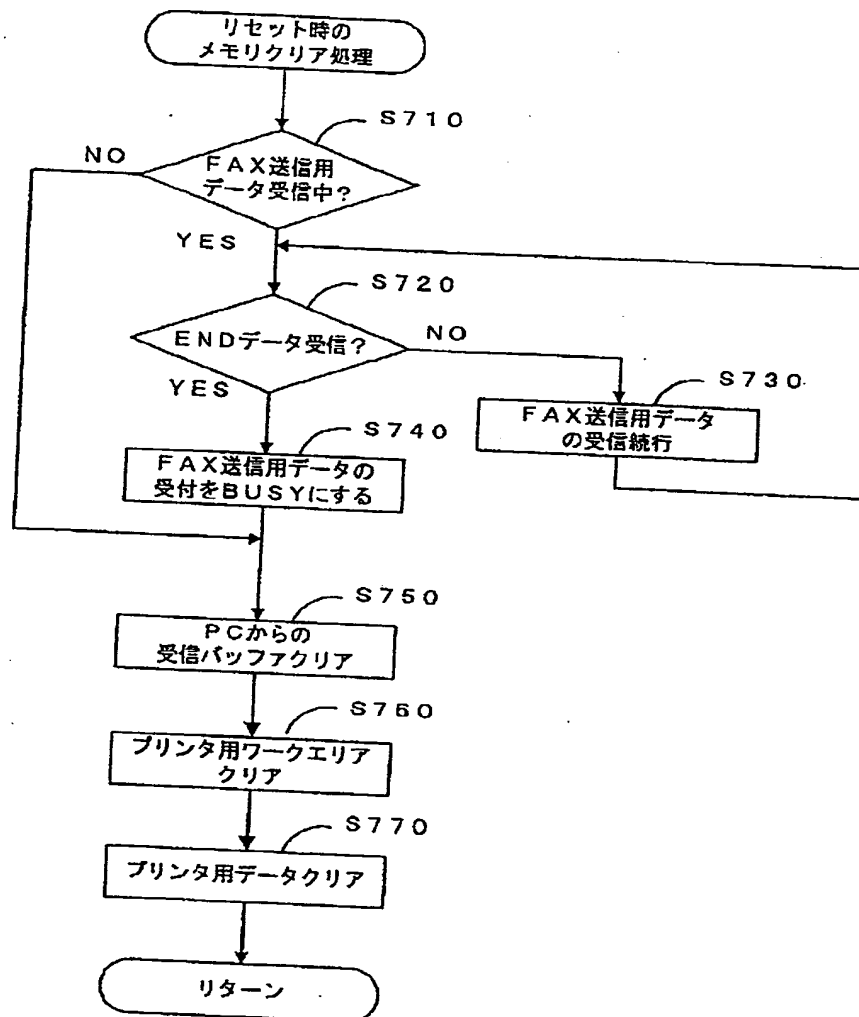 リセット時の
メモリクリア処理
S710
NO
FAX送信用
データ受信中?
YES
S720
ENDデータ受信?
NO
YES
S730
FAX送信用データ
の受信続行
S740
FAX送信用データの
受付をBUSYにする
S750
PCからの
受信バッファクリア
S760
プリンタ用ワークエリア
クリア
S770
プリンタ用データクリア
リターン